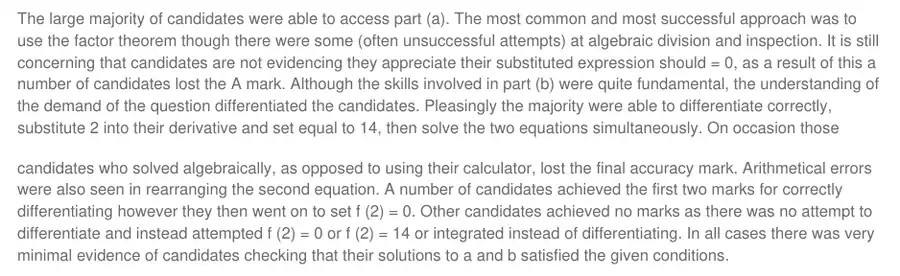 The large majority of candidates were able to access part (a). The most common and most successful approach was to
use the factor theorem though there were some (often unsuccessful attempts) at algebraic division and inspection. It is still
concerning that candidates are not evidencing they appreciate their substituted expression should = 0, as a result of this a
number of candidates lost the A mark. Although the skills involved in part (b) were quite fundamental, the understanding of
the demand of the question differentiated the candidates. Pleasingly the majority were able to differentiate correctly,
substitute 2 into their derivative and set equal to 14, then solve the two equations simultaneously. On occasion those
candidates who solved algebraically, as opposed to using their calculator, lost the final accuracy mark. Arithmetical errors
were also seen in rearranging the second equation. A number of candidates achieved the first two marks for correctly
differentiating however they then went on to set f (2) = 0. Other candidates achieved no marks as there was no attempt to
differentiate and instead attempted f (2) = 0 or f (2) = 14 or integrated instead of differentiating. In all cases there was very
minimal evidence of candidates checking that their solutions to a and b satisfied the given conditions.